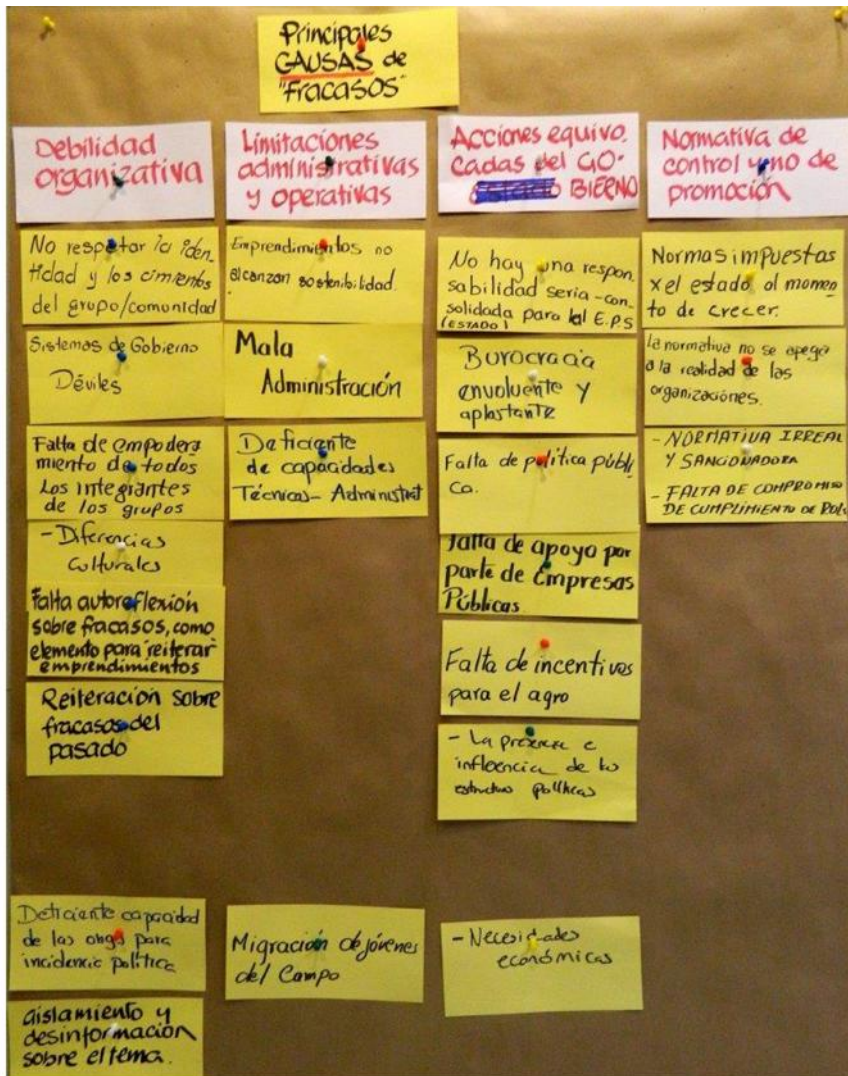 Principales
CAUSAS de
"FRACASOS"
Debilidad
organizativa
No respetar la iden-
tidad y los cimientos
del grupo/comunidad
Sistemas de Gobierno
Déviles
Falta de empodera
miento de todos
Los integrantes
de los grupos
- Diferencias
Culturales
Falta autoreflexión
sobre fracasos, como
elemento para reiterar
emprendimientos
Reiteración sobre
fracasos del
pasado
Limitaciones
administrativas
y operativas
Emprendimientos no
alcanzan sostenibilidad.
Mala
Administración
Deficiente
de capacidades
Técnicas - Administrat
Acciones equivo.
cadas del GO-
BIERNO
No hay una respon
sabilidad seria - con-
solidada para la E.P.S
(ESTADO)
Burocracia
envolvente y
aplastante
Falta de política públi
ca.
Falta de apoyo por
parte de Empresas
Públicas.
Falta de incentivos
para el agro
- La presencia e
influencia de
políticas
Normativa de
control y no de
promoción
Normas impuestas
x el estado al momen
to de crecer.
La normativa no se apega
a la realidad de las
organizaciones.
- NORMATIVA IRREAL
Y SANCIONADORA
- FALTA DE COMPROMISO
DE CUMPLIMIENTO DE ROL
Deficiente capacidad
de las ongs para
incidencia política
aislamiento y
desinformación
sobre el tema.
Migración de jóvenes
del Campo
- Necesidades
económicas